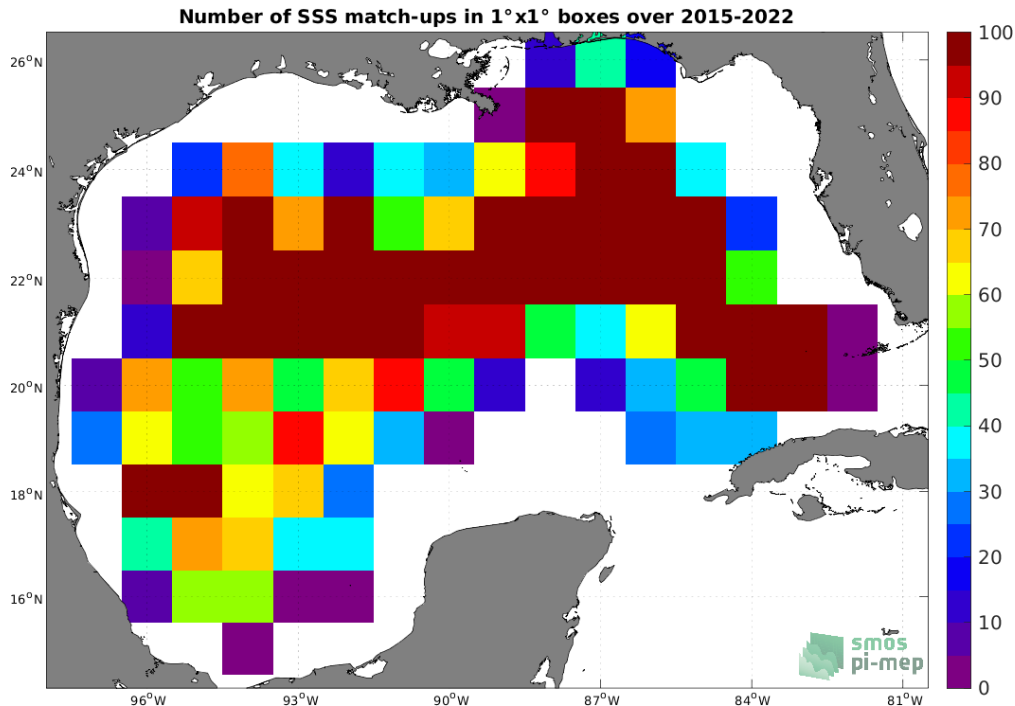 Number of SSS match-ups in 1°x1° boxes over 2015-2022
26°N
24°N
22°N
20°N
18°N
16°N
96°W
93°W
90°W
87°W
84°W
81°W
100
90
80
70
60
50
40
30
20
10
0
smos
pi-mep